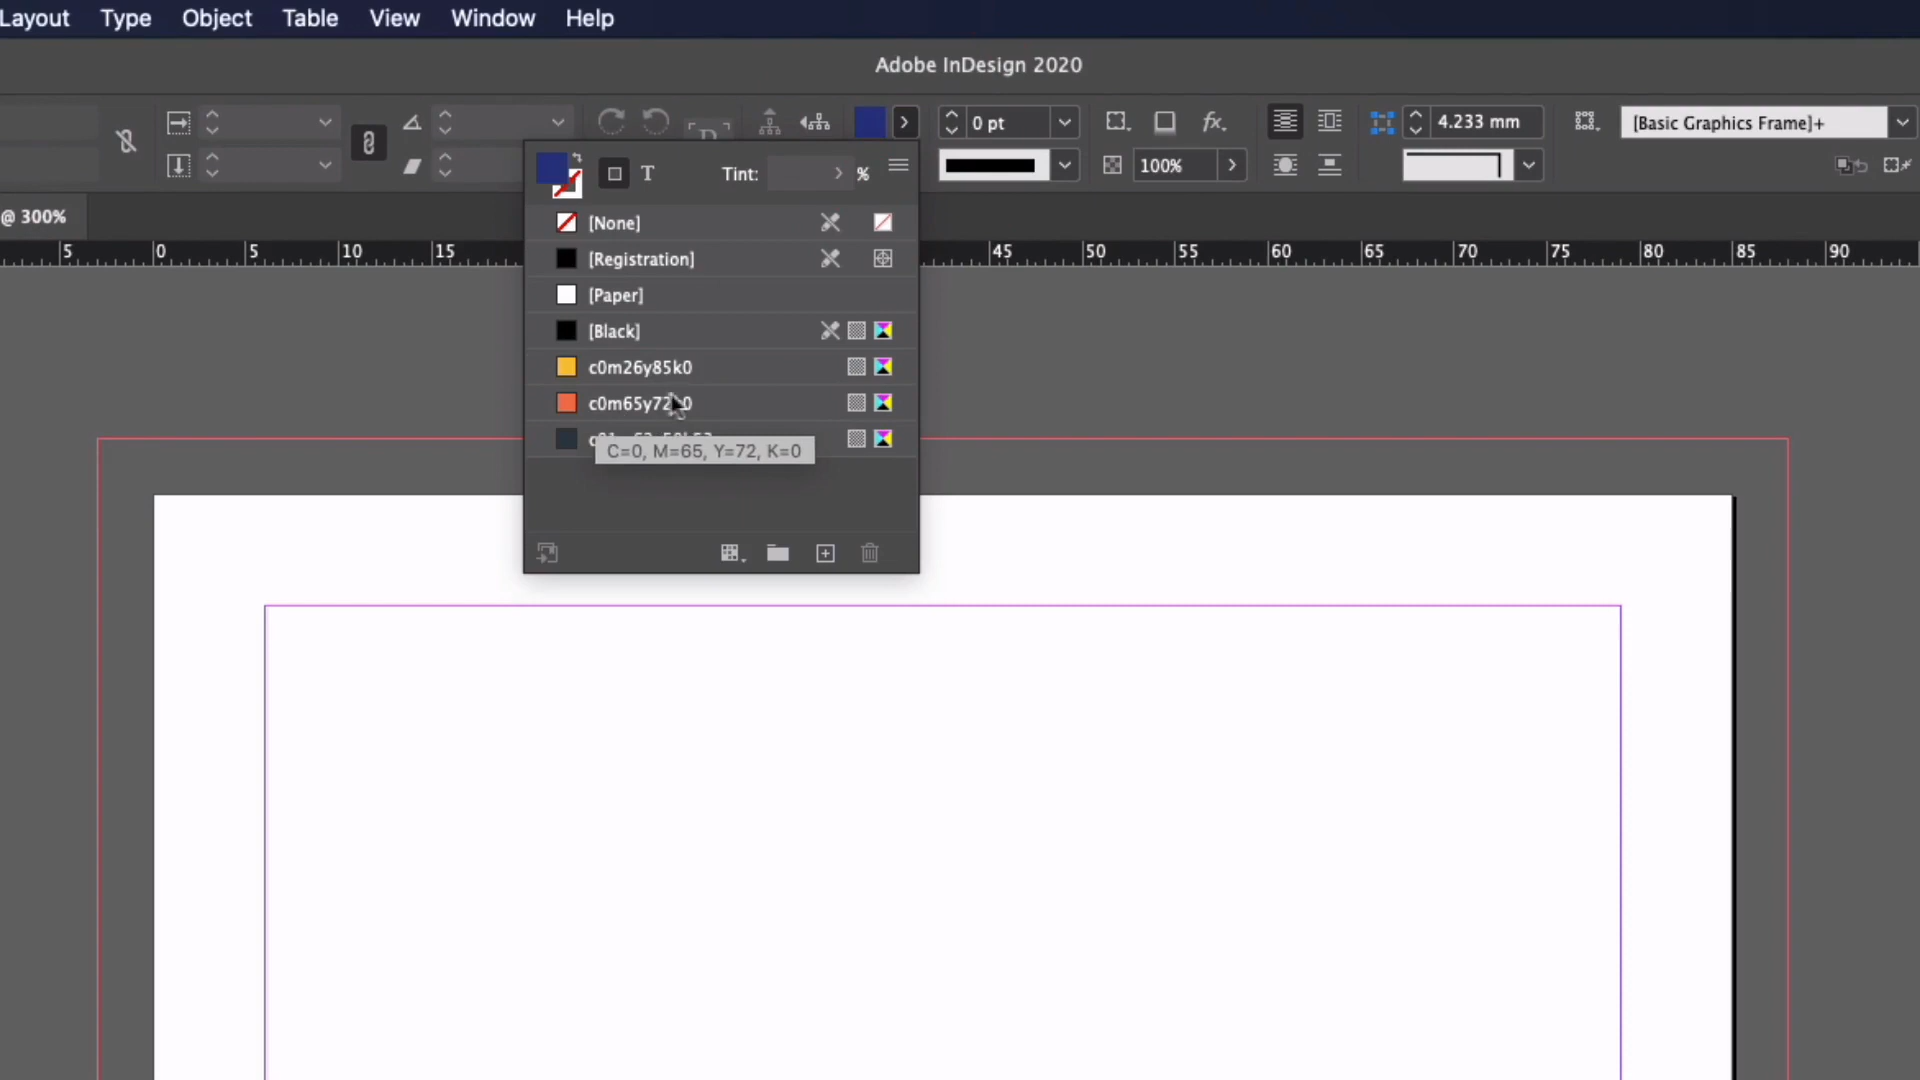 Layout Type Object Table View Window Help
Adobe InDesign 2020
0 pt
4.233 mm
[Basic Graphics Frame]+
100%
@ 300%
T Tint: %
[None]
[Registration]
[Paper]
[Black]
c0m26y85k0
c0m65y72k0
C=0, M=65, Y=72, K=0
5 0 5 10 15 45 50 55 60 65 70 75 80 85 90